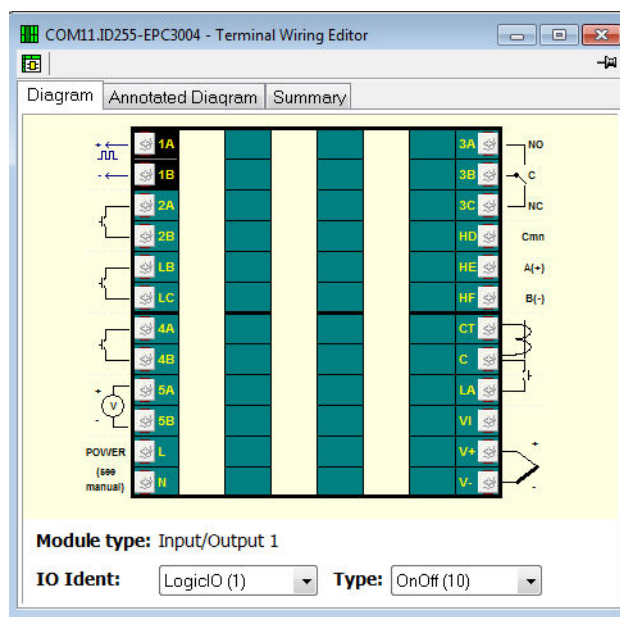 COM11.ID255-EPC3004 - Terminal Wiring Editor
Diagram Annotated Diagram Summary
+ 1A 3A NO
- 1B 3B C
2A 3C NC
2B HD Cmn
LB HE A(+)
LC HF B(-)
4A CT
4B C
+ 5A LA
V
- 5B VI
POWER L V+ +
(see
manual) N V- -
Module type: Input/Output 1
IO Ident: LogicIO (1) Type: OnOff (10)